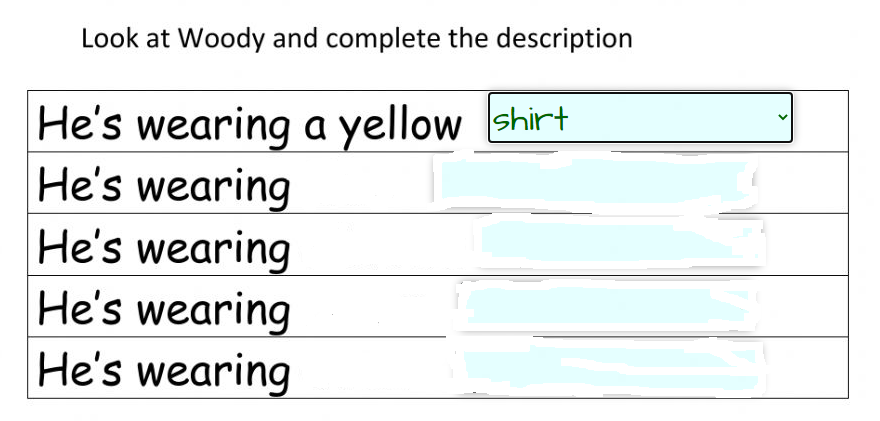 Look at Woody and complete the description
He's wearing a yellow shirt
He's wearing
He's wearing
He's wearing
He's wearing